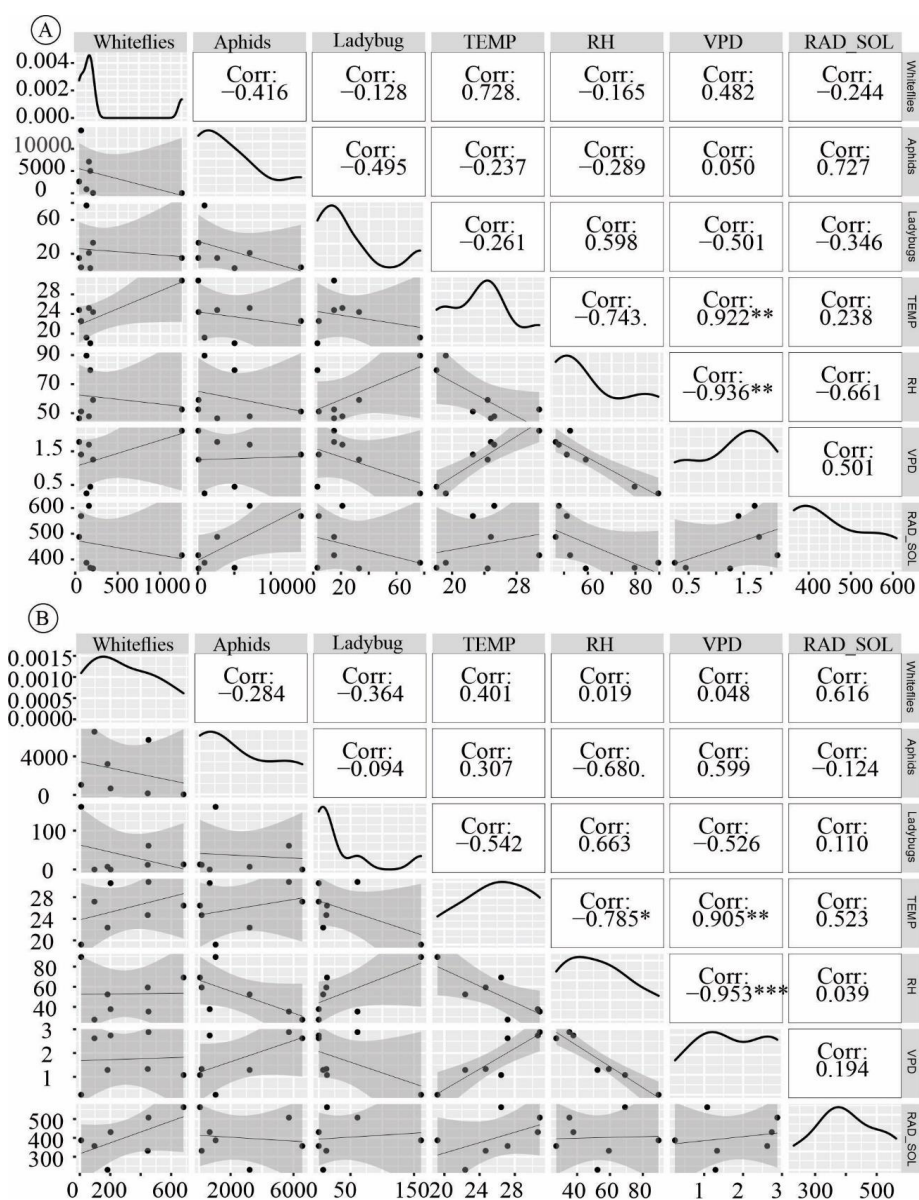 A
Whiteflies Aphids Ladybug TEMP RH VPD RAD_SOL
0.004
0.002
0.000
Corr: −0.416
Corr: −0.128
Corr: 0.728.
Corr: −0.165
Corr: 0.482
Corr: −0.244
Whiteflies
10000
5000
0
Corr: −0.495
Corr: −0.237
Corr: −0.289
Corr: 0.050
Corr: 0.727
Aphids
60
20
Corr: −0.261
Corr: 0.598
Corr: −0.501
Corr: −0.346
Ladybugs
28
24
20
Corr: −0.743.
Corr: 0.922**
Corr: 0.238
TEMP
90
70
50
Corr: −0.936**
Corr: −0.661
RH
1.5
0.5
Corr: 0.501
VPD
600
500
400
RAD_SOL
0 500 1000 0 10000 20 60 20 28 60 90 0.5 1.5 400 500 600
B
Whiteflies Aphids Ladybug TEMP RH VPD RAD_SOL
0.0015
0.0010
0.0005
0.0000
Corr: −0.284
Corr: −0.364
Corr: 0.401
Corr: 0.019
Corr: 0.048
Corr: 0.616
Whiteflies
4000
0
Corr: −0.094
Corr: 0.307
Corr: −0.680.
Corr: 0.599
Corr: −0.124
Aphids
100
0
Corr: −0.542
Corr: 0.663
Corr: −0.526
Corr: 0.110
Ladybugs
28
24
20
Corr: −0.785*
Corr: 0.905**
Corr: 0.523
TEMP
80
60
40
Corr: −0.953***
Corr: 0.039
RH
3
2
1
Corr: 0.194
VPD
500
400
300
RAD_SOL
0 200 600 0 3000 6000 50 150 20 28 40 60 80 1 2 3 300 500